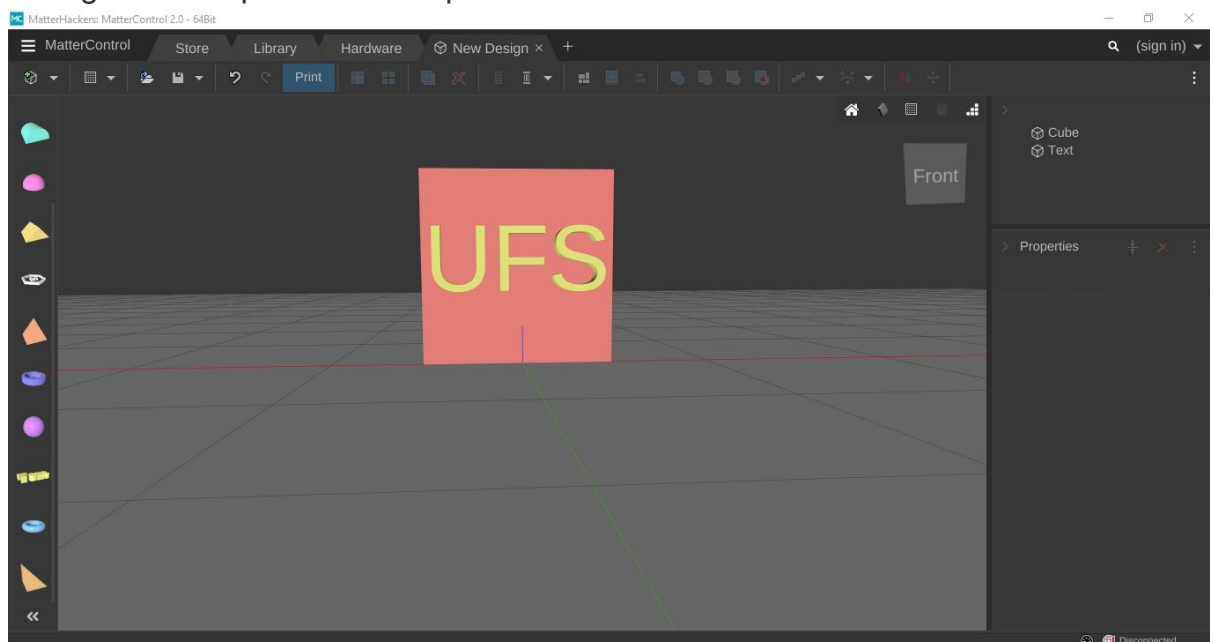 MC MatterHackers: MatterControl 2.0 - 64Bit
MatterControl Store Library Hardware New Design × + (sign in)
Print
Cube
Text
Front
UFS
Properties
Disconnected